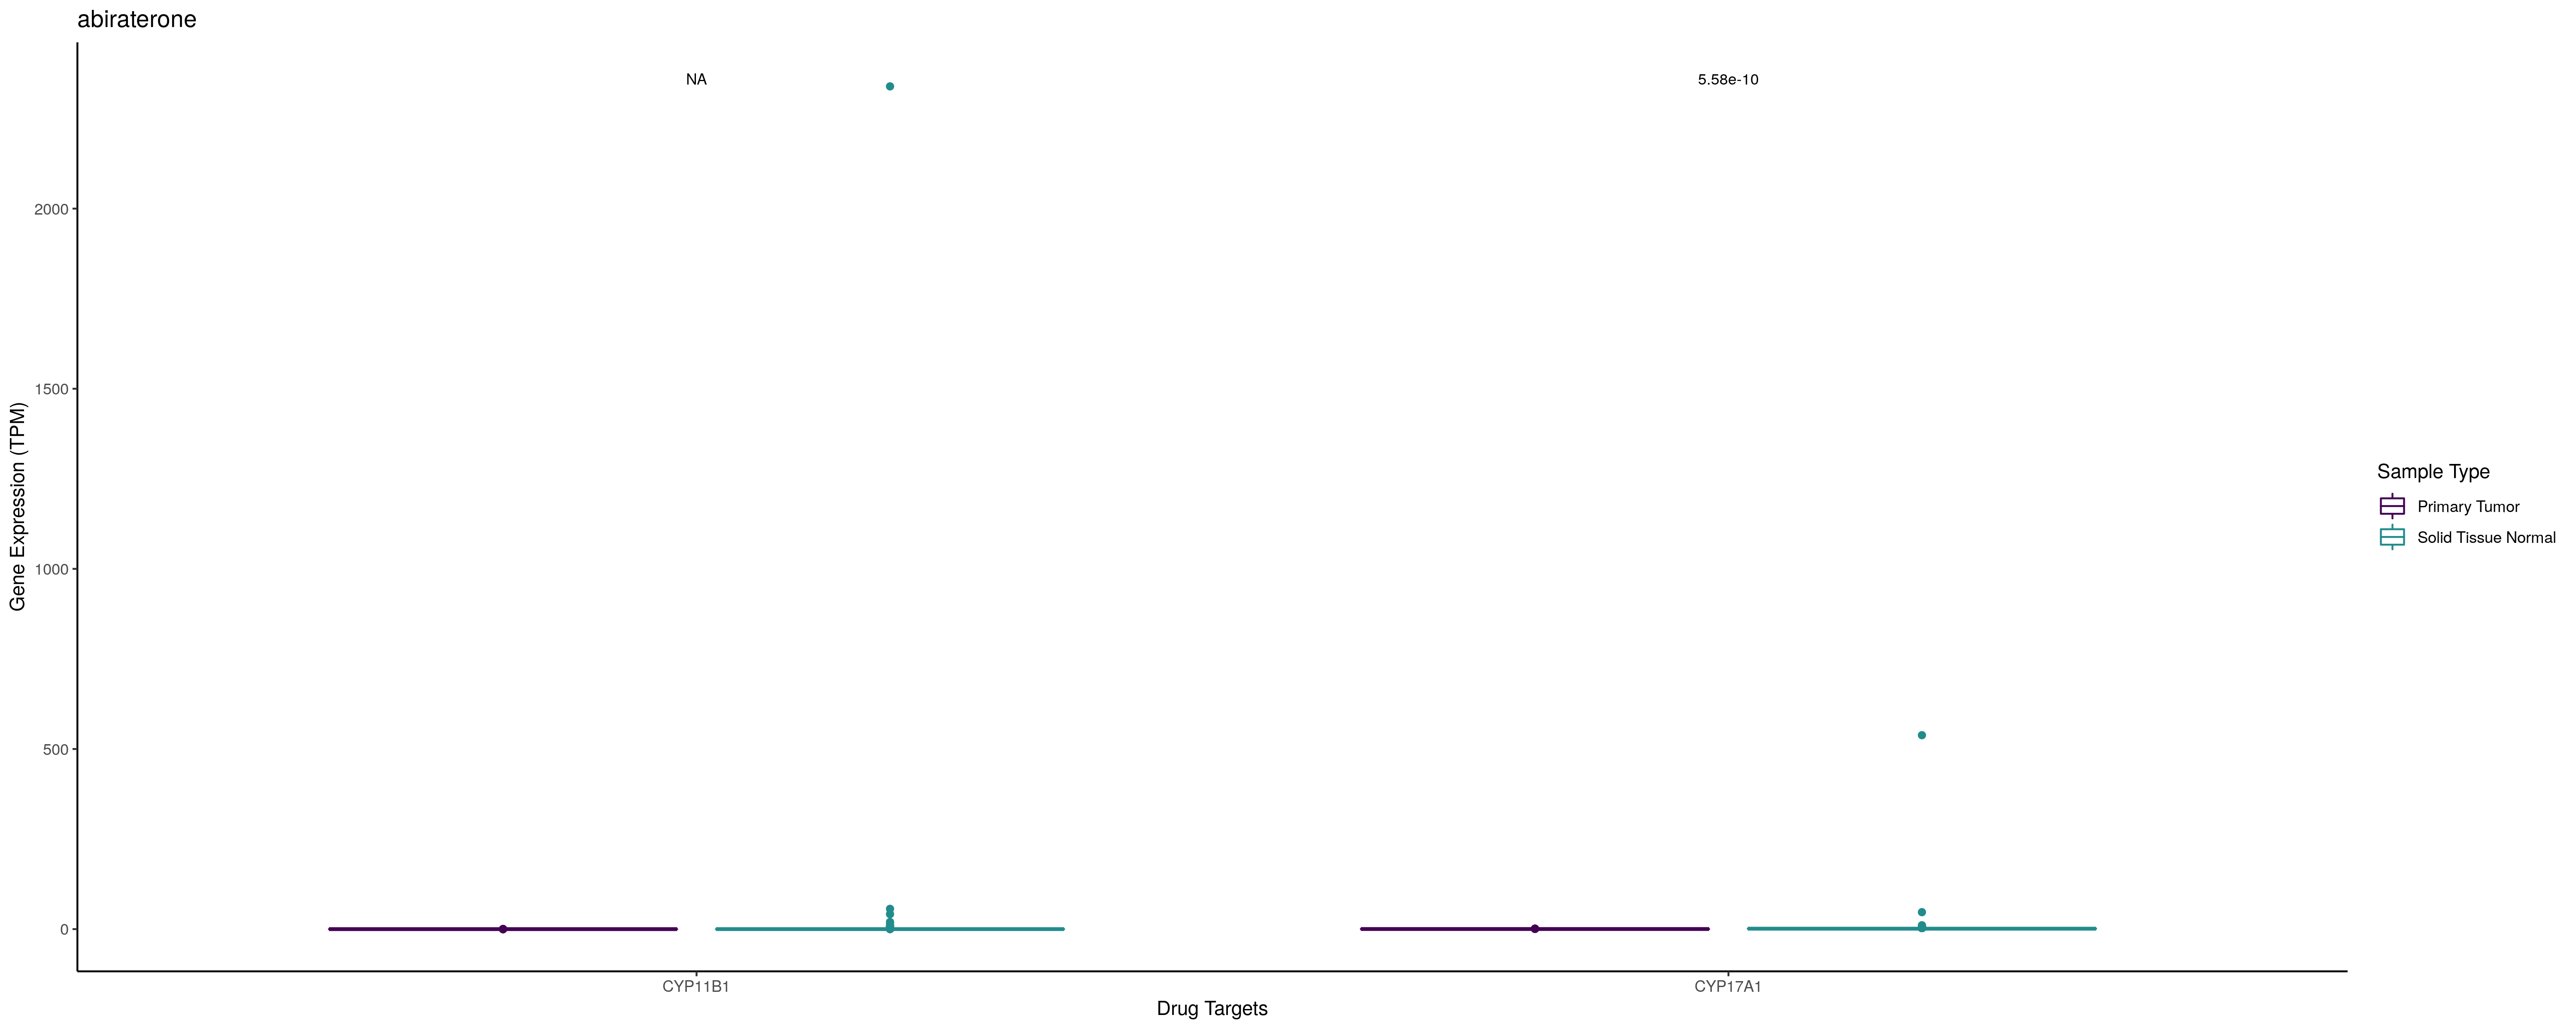 abiraterone
NA
5.58e-10
2000
1500
1000
500
0
Gene Expression (TPM)
CYP11B1
CYP17A1
Drug Targets
Sample Type
Primary Tumor
Solid Tissue Normal